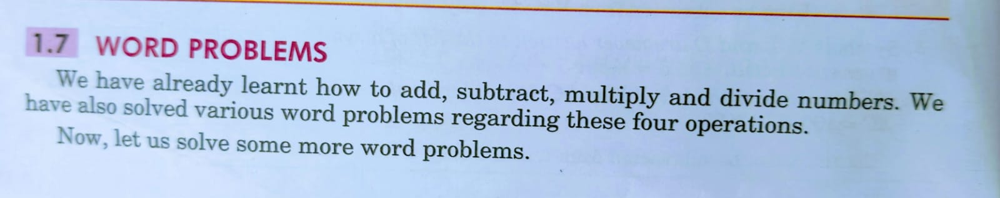 1.7 WORD PROBLEMS
We have already learnt how to add, subtract, multiply and divide numbers. We
have also solved various word problems regarding these four operations.
Now, let us solve some more word problems.